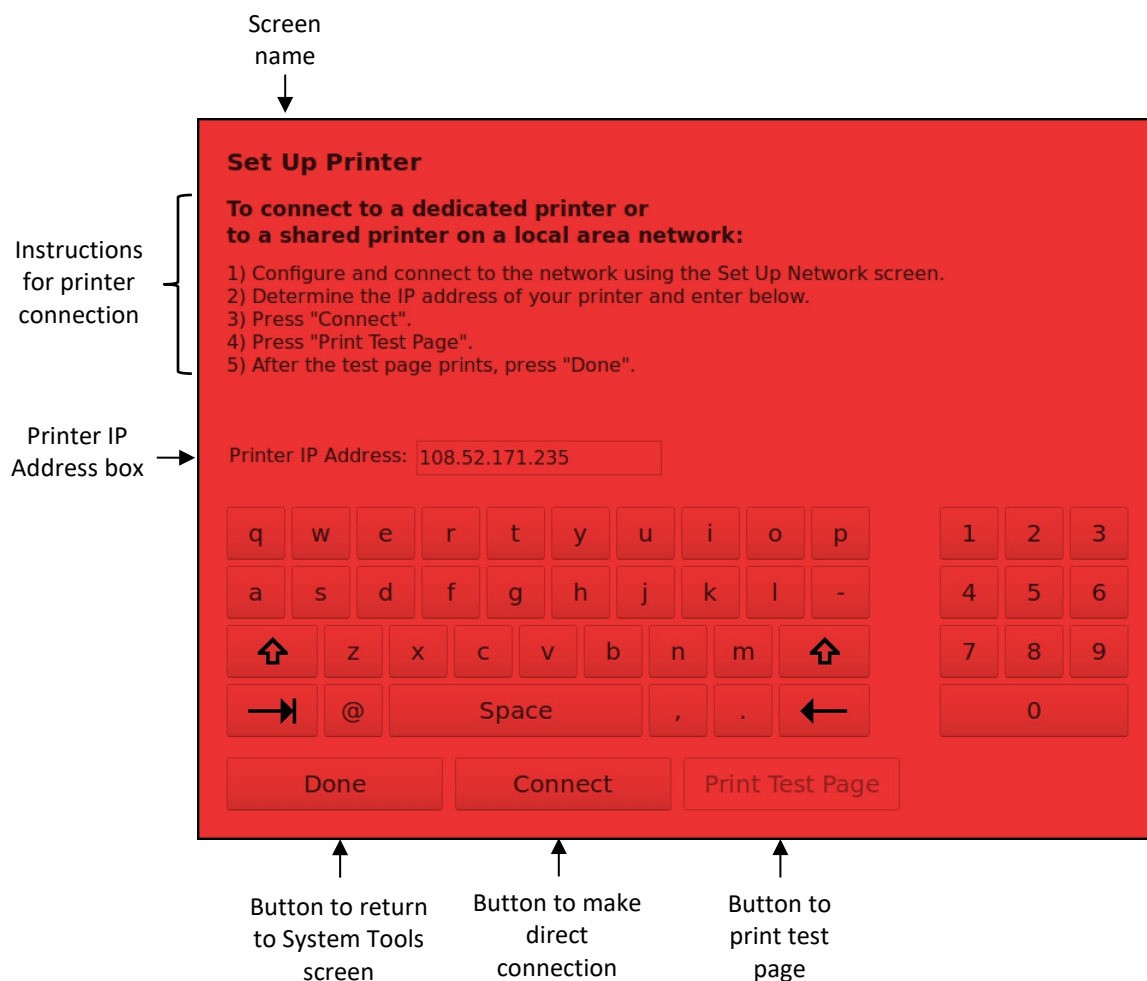 Screen
name
Set Up Printer
To connect to a dedicated printer or
to a shared printer on a local area network:
Instructions
for printer
connection
1) Configure and connect to the network using the Set Up Network screen.
2) Determine the IP address of your printer and enter below.
3) Press "Connect".
4) Press "Print Test Page".
5) After the test page prints, press "Done".
Printer IP
Address box
Printer IP Address: 108.52.171.235
q w e r t y u i o p 1 2 3
a s d f g h j k l - 4 5 6
z x c v b n m 7 8 9
@ Space , . 0
Done Connect Print Test Page
Button to return
to System Tools
screen
Button to make
direct
connection
Button to
print test
page